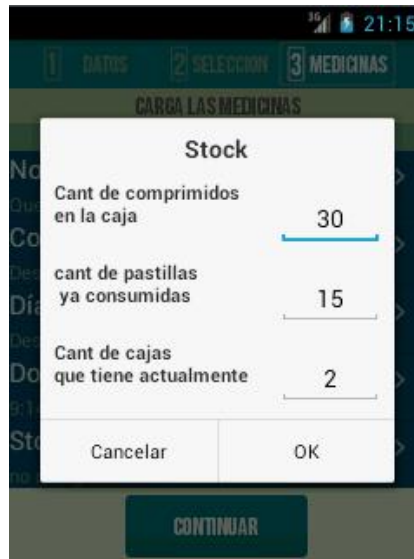 3G 21:15
1 DATOS 2 SELECCION 3 MEDICINAS
CARGA LAS MEDICINAS
Stock
Cant de comprimidos
en la caja
30
cant de pastillas
ya consumidas
15
Cant de cajas
que tiene actualmente
2
Cancelar OK
CONTINUAR